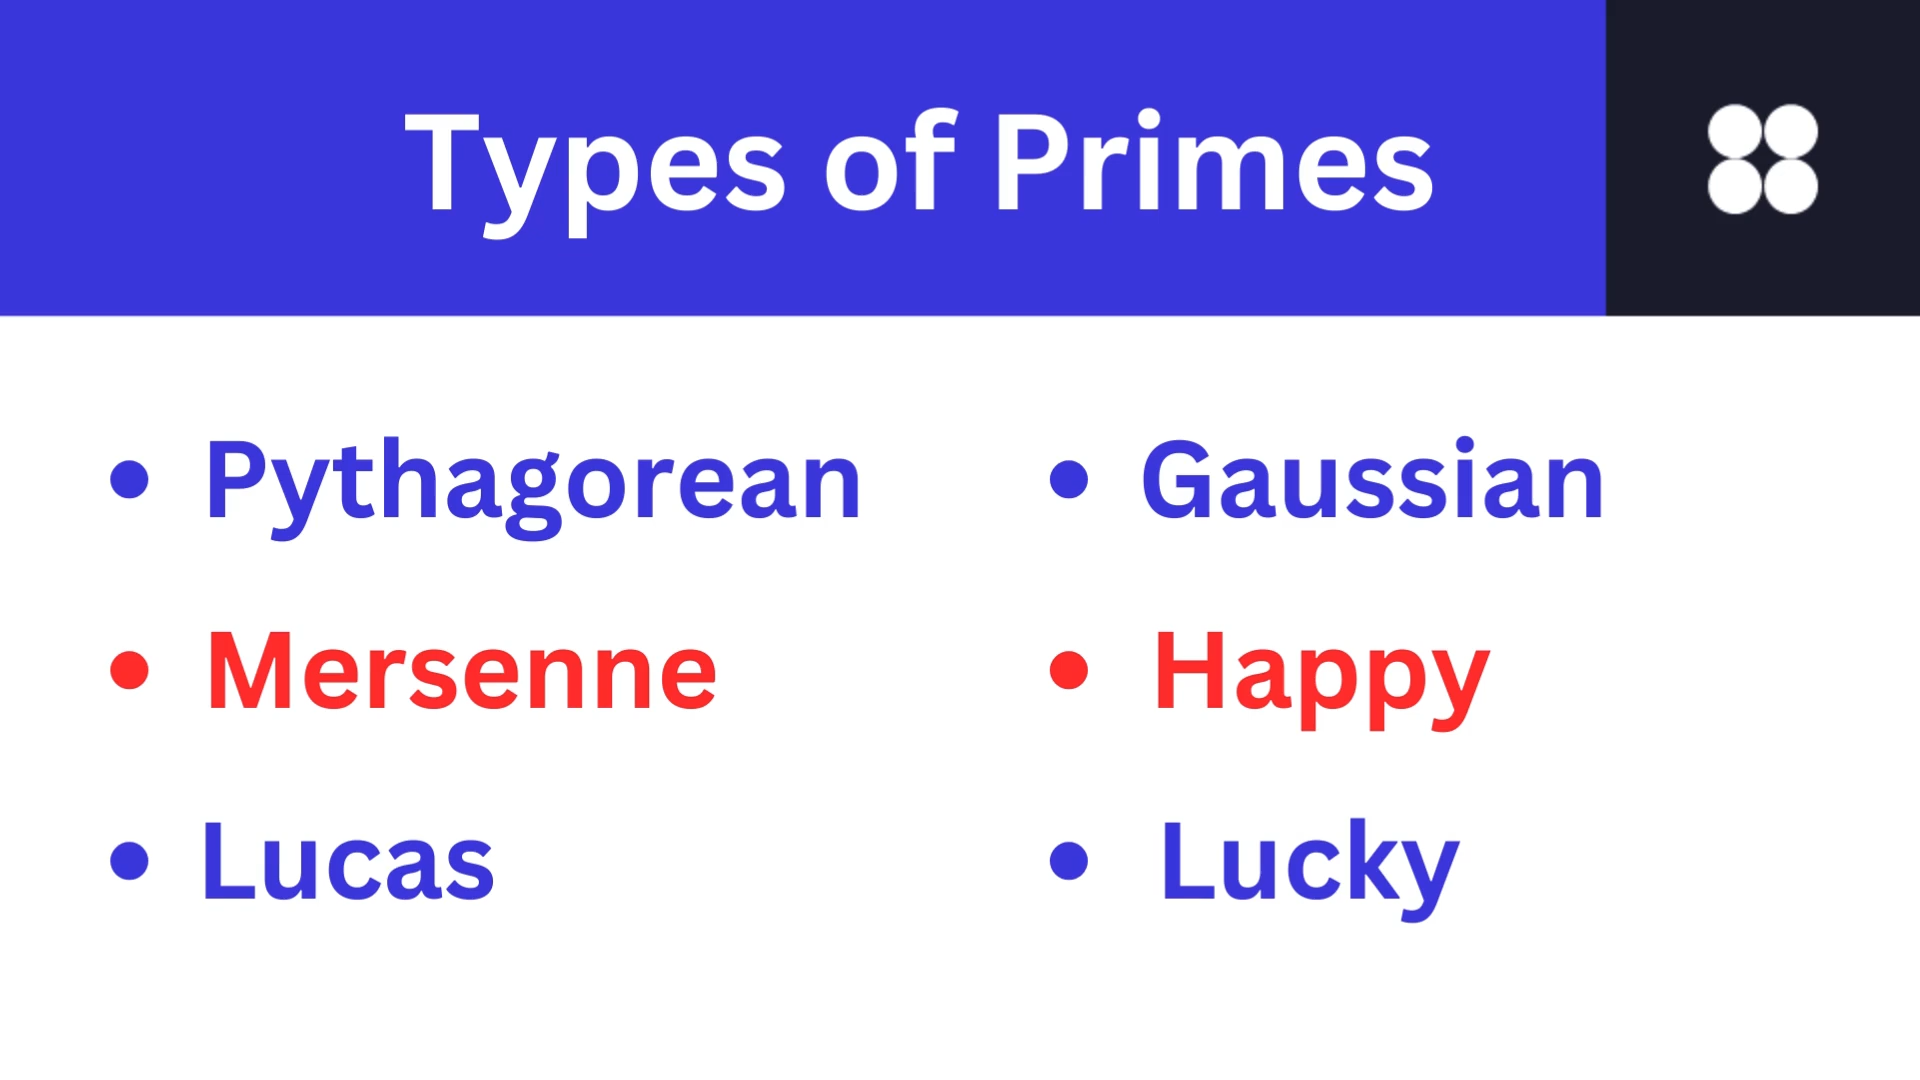 Types of Primes
• Pythagorean
• Mersenne
• Lucas
• Gaussian
• Happy
• Lucky